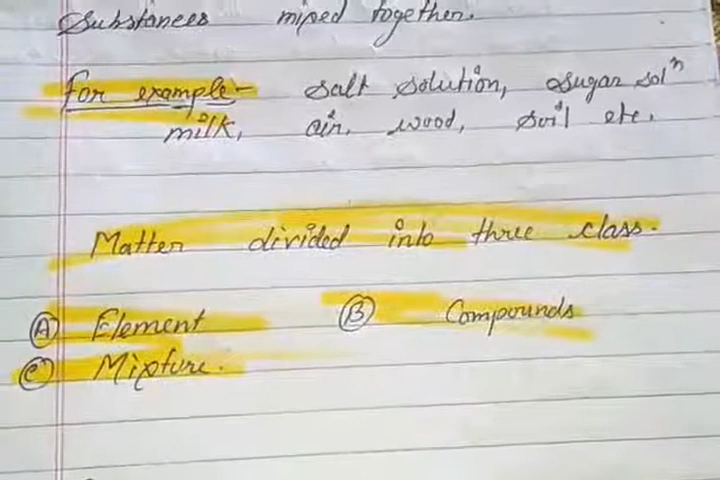 Substances mixed together.
For example- salt solution, sugar solⁿ
milk, air, wood, soil etc.
Matter divided into three class.
(A) Element (B) Compounds
(C) Mixture.